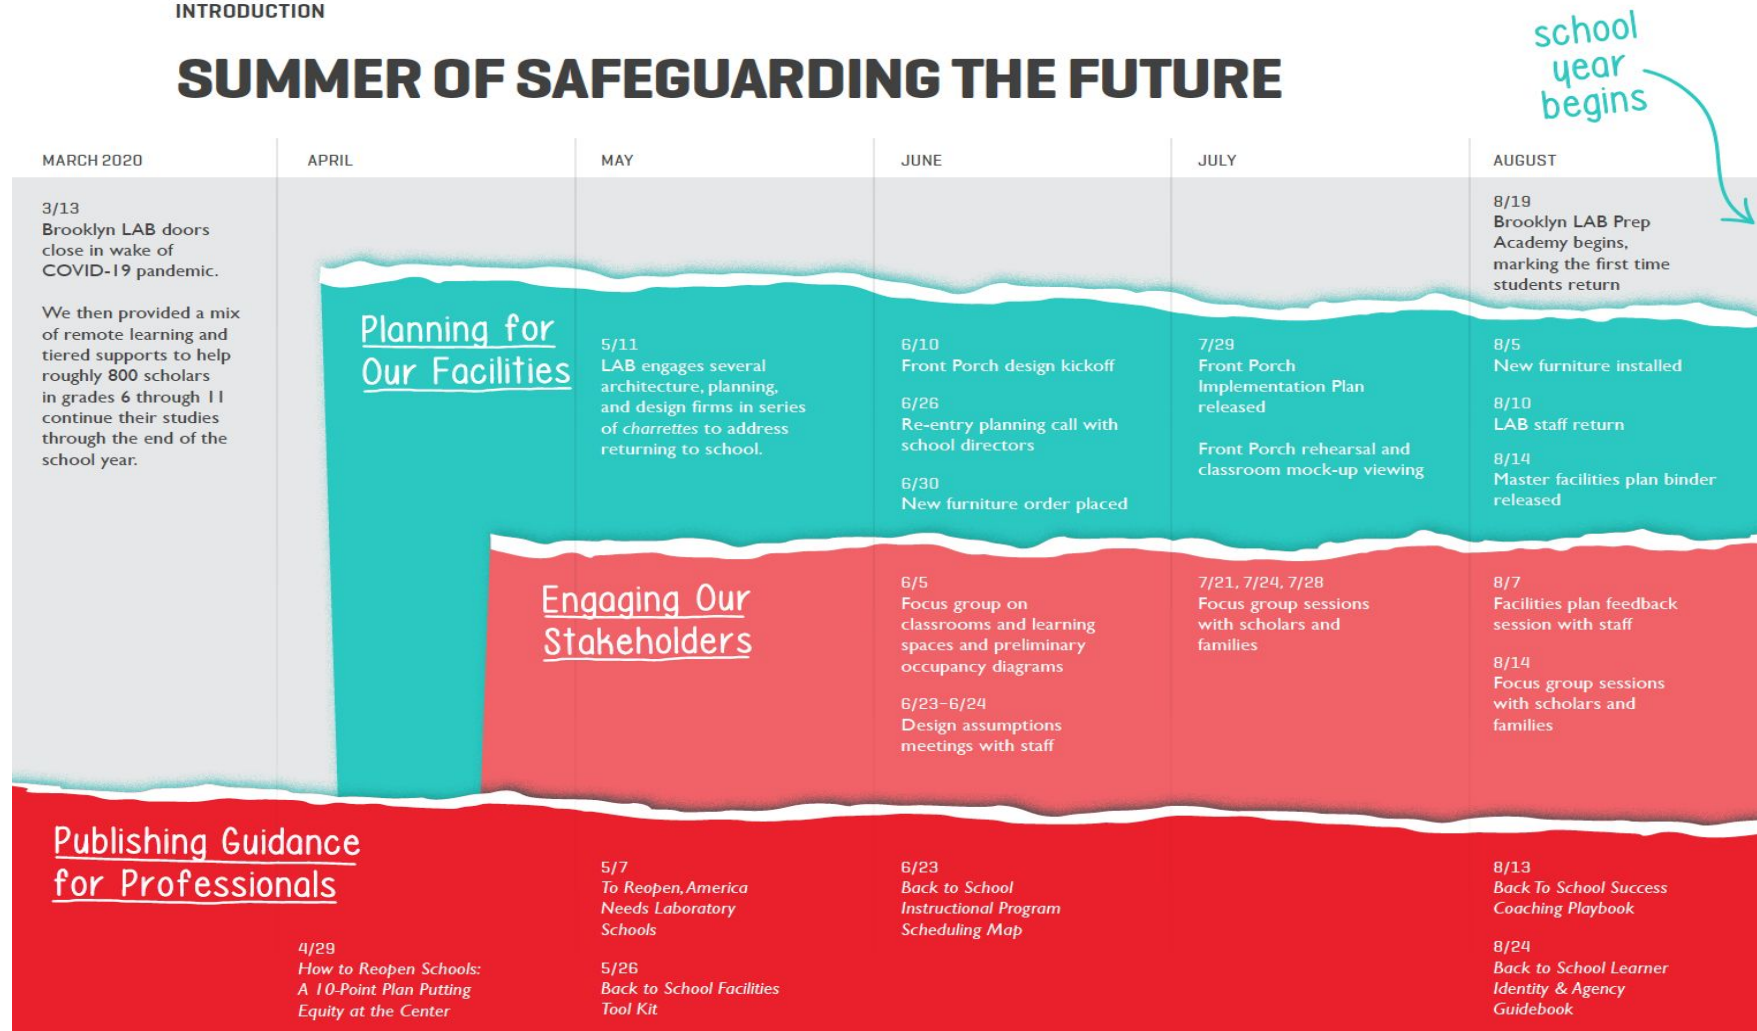 INTRODUCTION
SUMMER OF SAFEGUARDING THE FUTURE
school
year
begins
MARCH 2020
APRIL
MAY
JUNE
JULY
AUGUST
3/13
Brooklyn LAB doors
close in wake of
COVID-19 pandemic.
We then provided a mix
of remote learning and
tiered supports to help
roughly 800 scholars
in grades 6 through 11
continue their studies
through the end of the
school year.
8/19
Brooklyn LAB Prep
Academy begins,
marking the first time
students return
Planning for
Our Facilities
5/11
LAB engages several
architecture, planning,
and design firms in series
of charrettes to address
returning to school.
6/10
Front Porch design kickoff
6/26
Re-entry planning call with
school directors
6/30
New furniture order placed
7/29
Front Porch
Implementation Plan
released
Front Porch rehearsal and
classroom mock-up viewing
8/5
New furniture installed
8/10
LAB staff return
8/14
Master facilities plan binder
released
Engaging Our
Stakeholders
6/5
Focus group on
classrooms and learning
spaces and preliminary
occupancy diagrams
6/23–6/24
Design assumptions
meetings with staff
7/21, 7/24, 7/28
Focus group sessions
with scholars and
families
8/7
Facilities plan feedback
session with staff
8/14
Focus group sessions
with scholars and
families
Publishing Guidance
for Professionals
4/29
How to Reopen Schools:
A 10-Point Plan Putting
Equity at the Center
5/7
To Reopen, America
Needs Laboratory
Schools
5/26
Back to School Facilities
Tool Kit
6/23
Back to School
Instructional Program
Scheduling Map
8/13
Back To School Success
Coaching Playbook
8/24
Back to School Learner
Identity & Agency
Guidebook